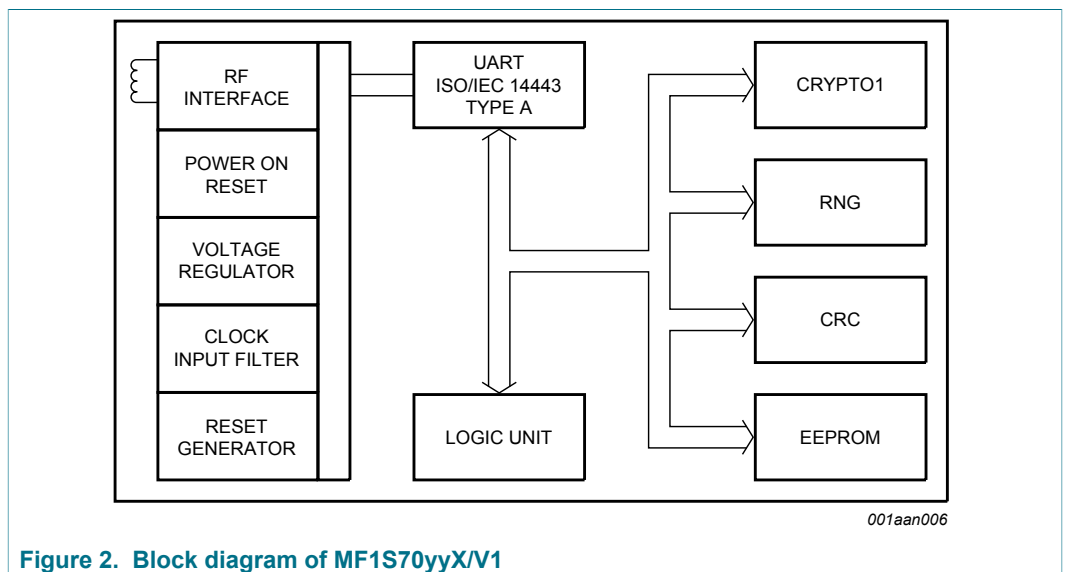 RF
INTERFACE
POWER ON
RESET
VOLTAGE
REGULATOR
CLOCK
INPUT FILTER
RESET
GENERATOR
UART
ISO/IEC 14443
TYPE A
LOGIC UNIT
CRYPTO1
RNG
CRC
EEPROM
001aan006
Figure 2. Block diagram of MF1S70yyX/V1